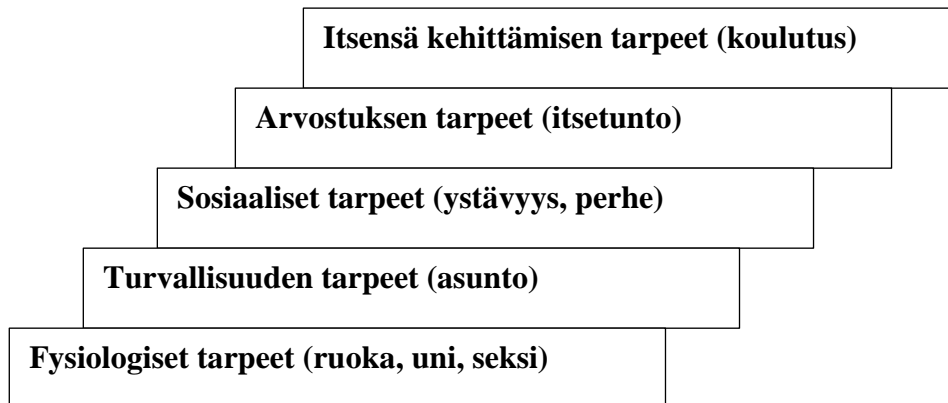 Itsensä kehittämisen tarpeet (koulutus)
Arvostuksen tarpeet (itsetunto)
Sosiaaliset tarpeet (ystävyys, perhe)
Turvallisuuden tarpeet (asunto)
Fysiologiset tarpeet (ruoka, uni, seksi)